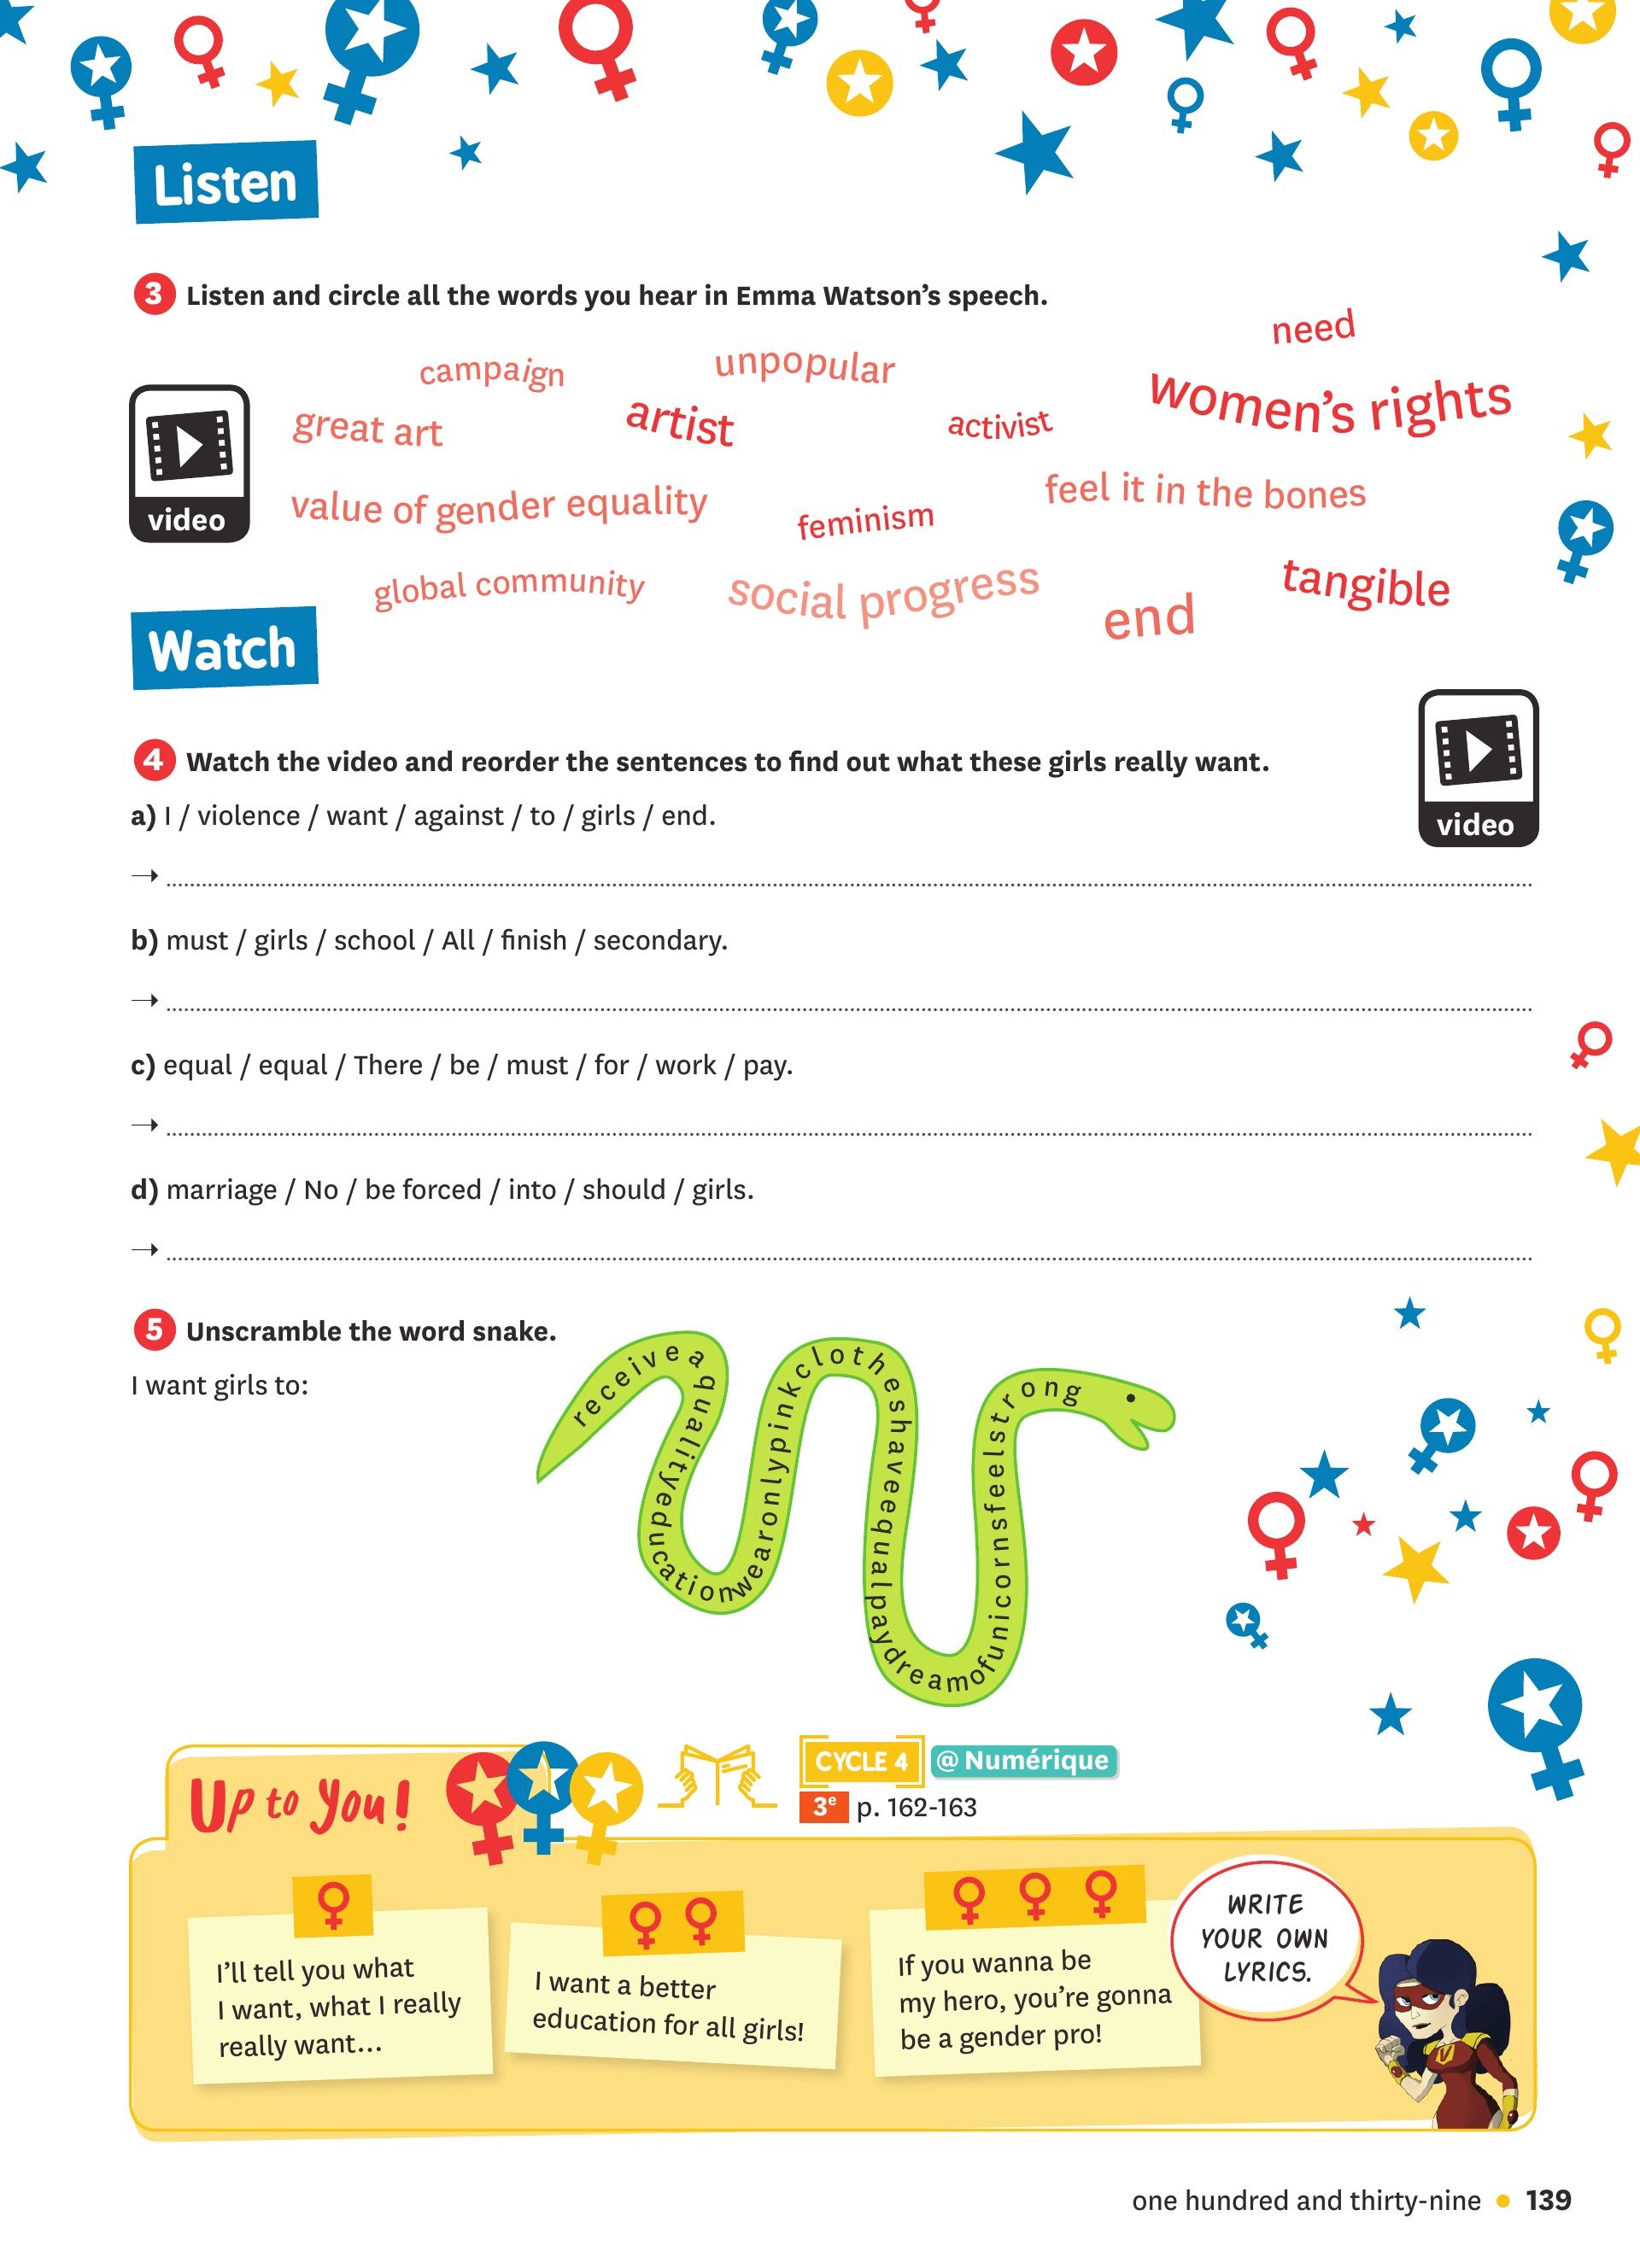 Listen
3 Listen and circle all the words you hear in Emma Watson's speech.
need
campaign
unpopular
women's rights
great art
artist
activist
video
value of gender equality
feminism
feel it in the bones
global community
social progress
end
tangible
Watch
4 Watch the video and reorder the sentences to find out what these girls really want.
video
a) I / violence / want / against / to / girls / end.
→
b) must / girls / school / All / finish / secondary.
→
c) equal / equal / There / be / must / for / work / pay.
→
d) marriage / No / be forced / into / should / girls.
→
5 Unscramble the word snake.
I want girls to:
receiveaqualityeducationwearonlypinkclotheshaveequalpaydreamofunicornsfeelstrong
Up to You!
CYCLE 4 @ Numérique
3e p. 162-163
I'll tell you what
I want, what I really
really want...
I want a better
education for all girls!
If you wanna be
my hero, you're gonna
be a gender pro!
WRITE
YOUR OWN
LYRICS.
V
one hundred and thirty-nine • 139